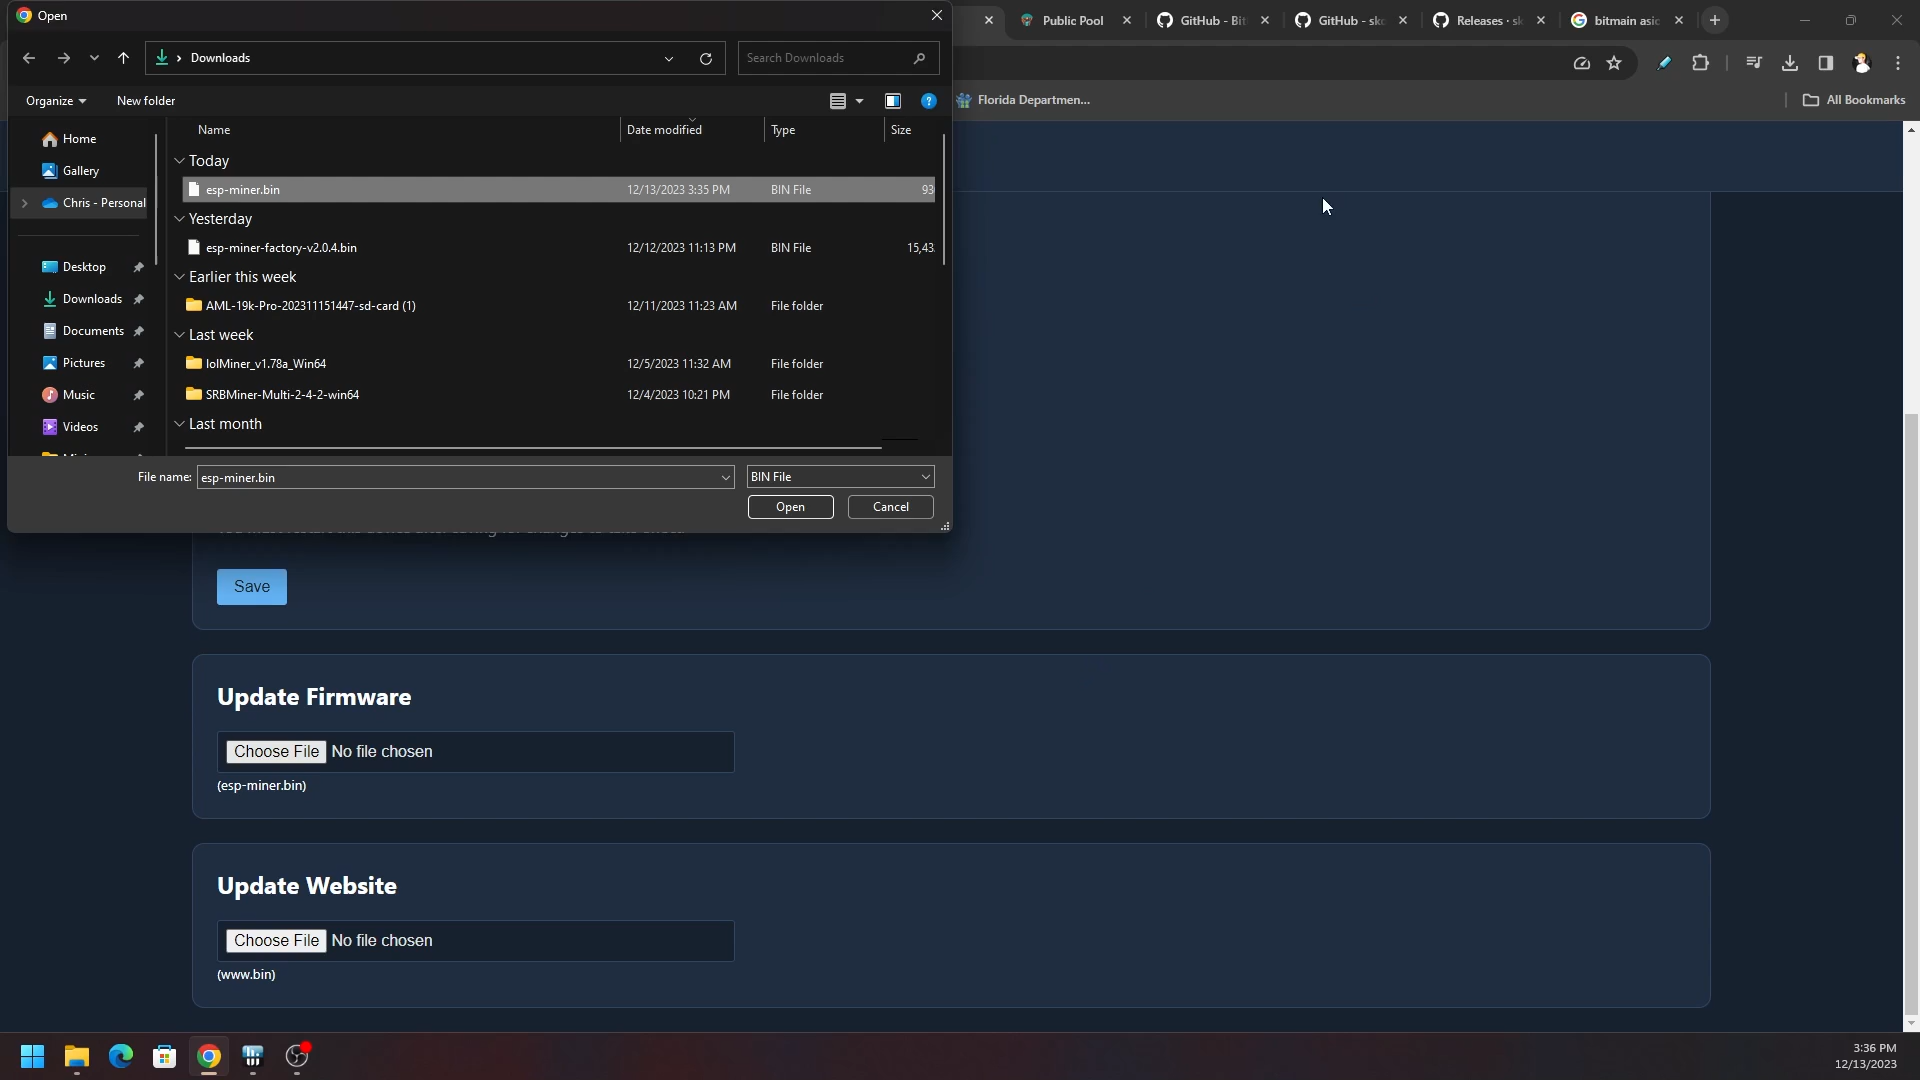 Open
Public Pool
GitHub - Bit
GitHub - sk
Releases · sk
bitmain asic
Downloads
Search Downloads
Organize
New folder
Florida Departmen...
All Bookmarks
Name
Date modified
Type
Size
Home
Gallery
Chris - Personal
Desktop
Downloads
Documents
Pictures
Music
Videos
Today
esp-miner.bin 12/13/2023 3:35 PM BIN File 93
Yesterday
esp-miner-factory-v2.0.4.bin 12/12/2023 11:13 PM BIN File 15,43
Earlier this week
AML-19k-Pro-202311151447-sd-card (1) 12/11/2023 11:23 AM File folder
Last week
lolMiner_v1.78a_Win64 12/5/2023 11:32 AM File folder
SRBMiner-Multi-2-4-2-win64 12/4/2023 10:21 PM File folder
Last month
File name: esp-miner.bin
BIN File
Open
Cancel
Save
Update Firmware
Choose File No file chosen
(esp-miner.bin)
Update Website
Choose File No file chosen
(www.bin)
3:36 PM
12/13/2023